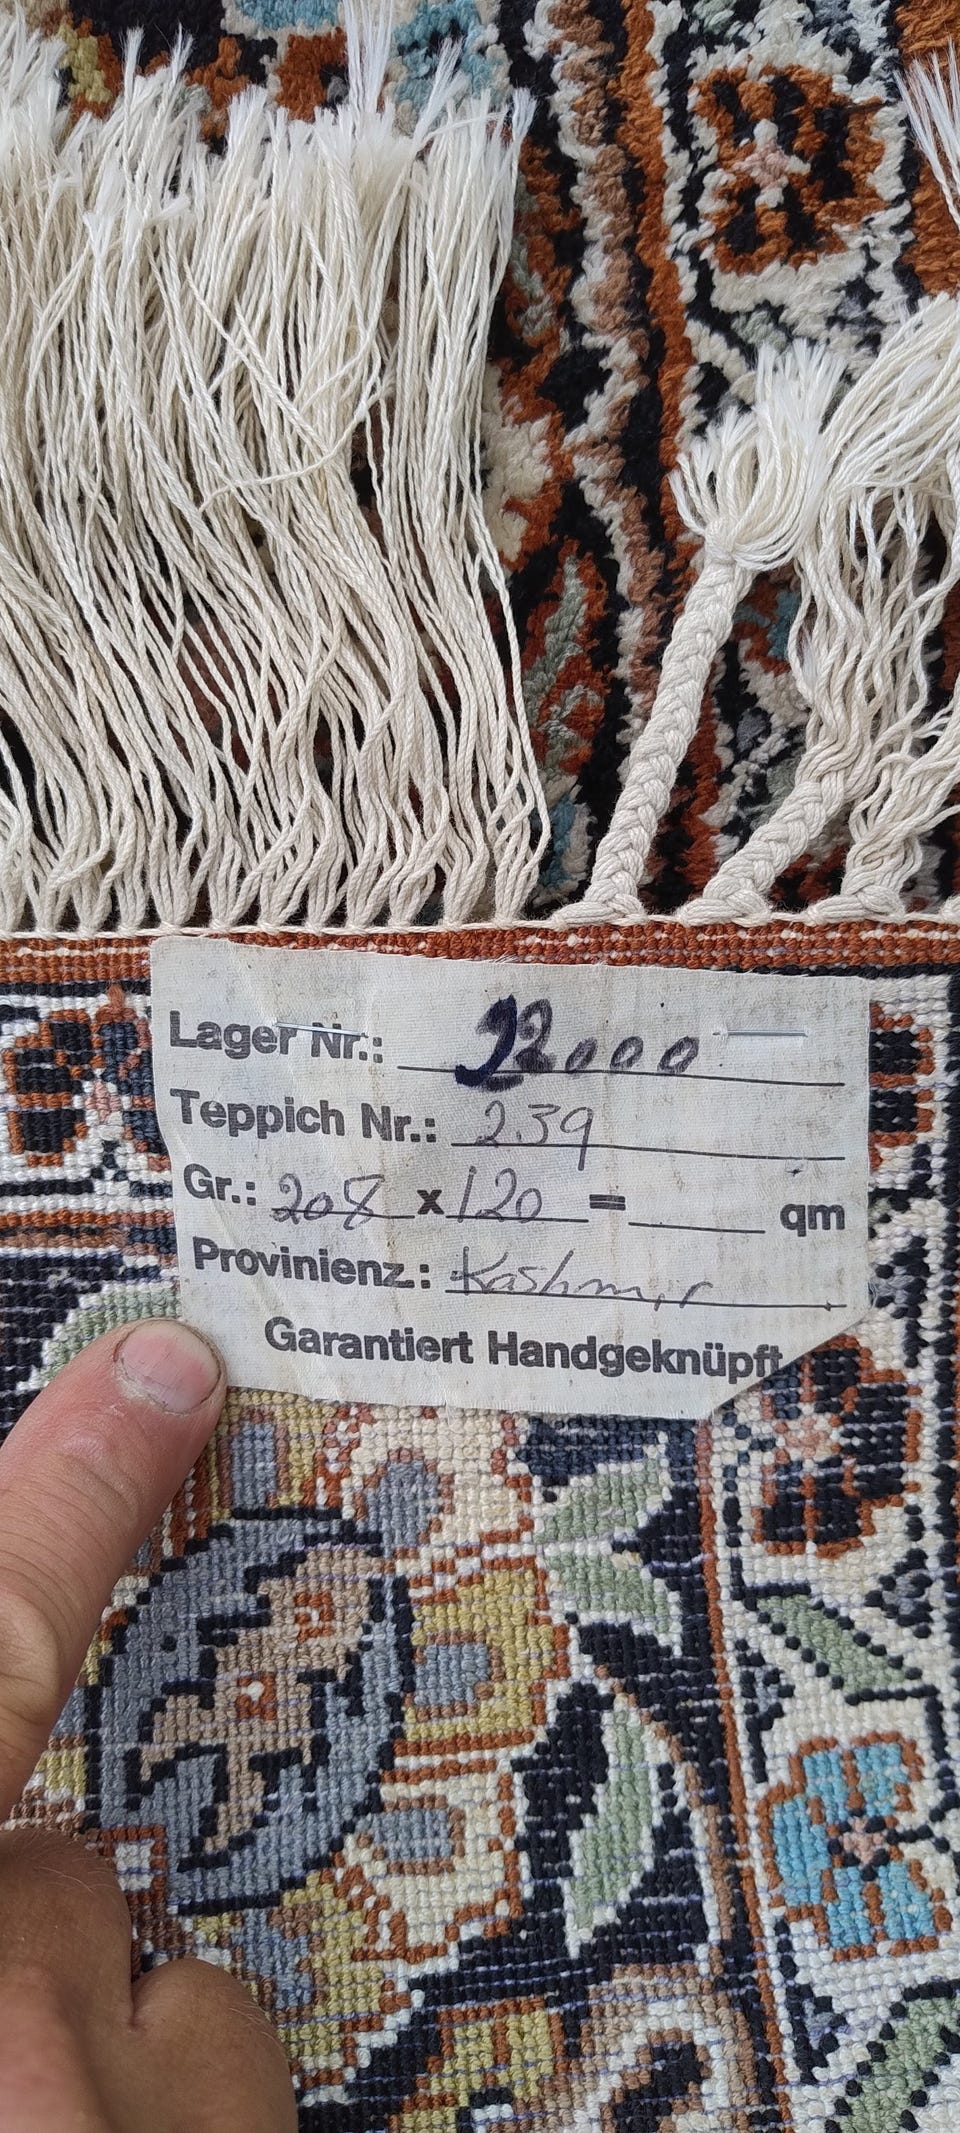 Lager Nr.: 22000
Teppich Nr.: 239
Gr.: 208 x 120 = qm
Provinienz.: Kashmir
Garantiert Handgeknüpft